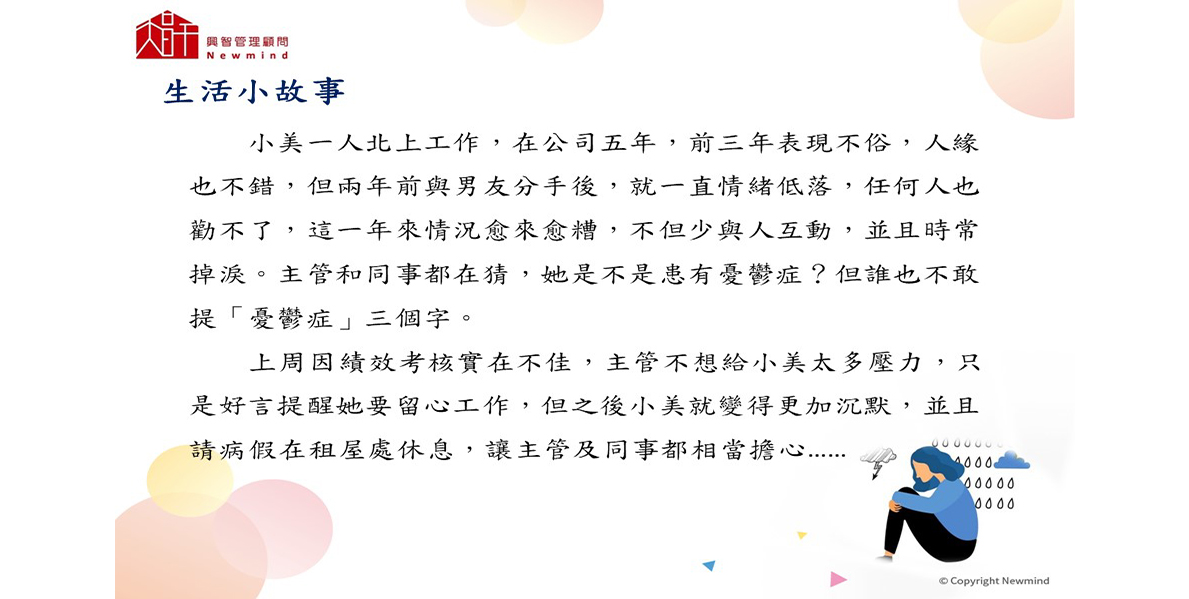 興智管理顧問
Newmind
生活小故事
小美一人北上工作，在公司五年，前三年表現不俗，人緣
也不錯，但兩年前與男友分手後，就一直情緒低落，任何人也
勸不了，這一年來情況愈來愈糟，不但少與人互動，並且時常
掉淚。主管和同事都在猜，她是不是患有憂鬱症？但誰也不敢
提「憂鬱症」三個字。
上周因績效考核實在不佳，主管不想給小美太多壓力，只
是好言提醒她要留心工作，但之後小美就變得更加沉默，並且
請病假在租屋處休息，讓主管及同事都相當擔心......
© Copyright Newmind